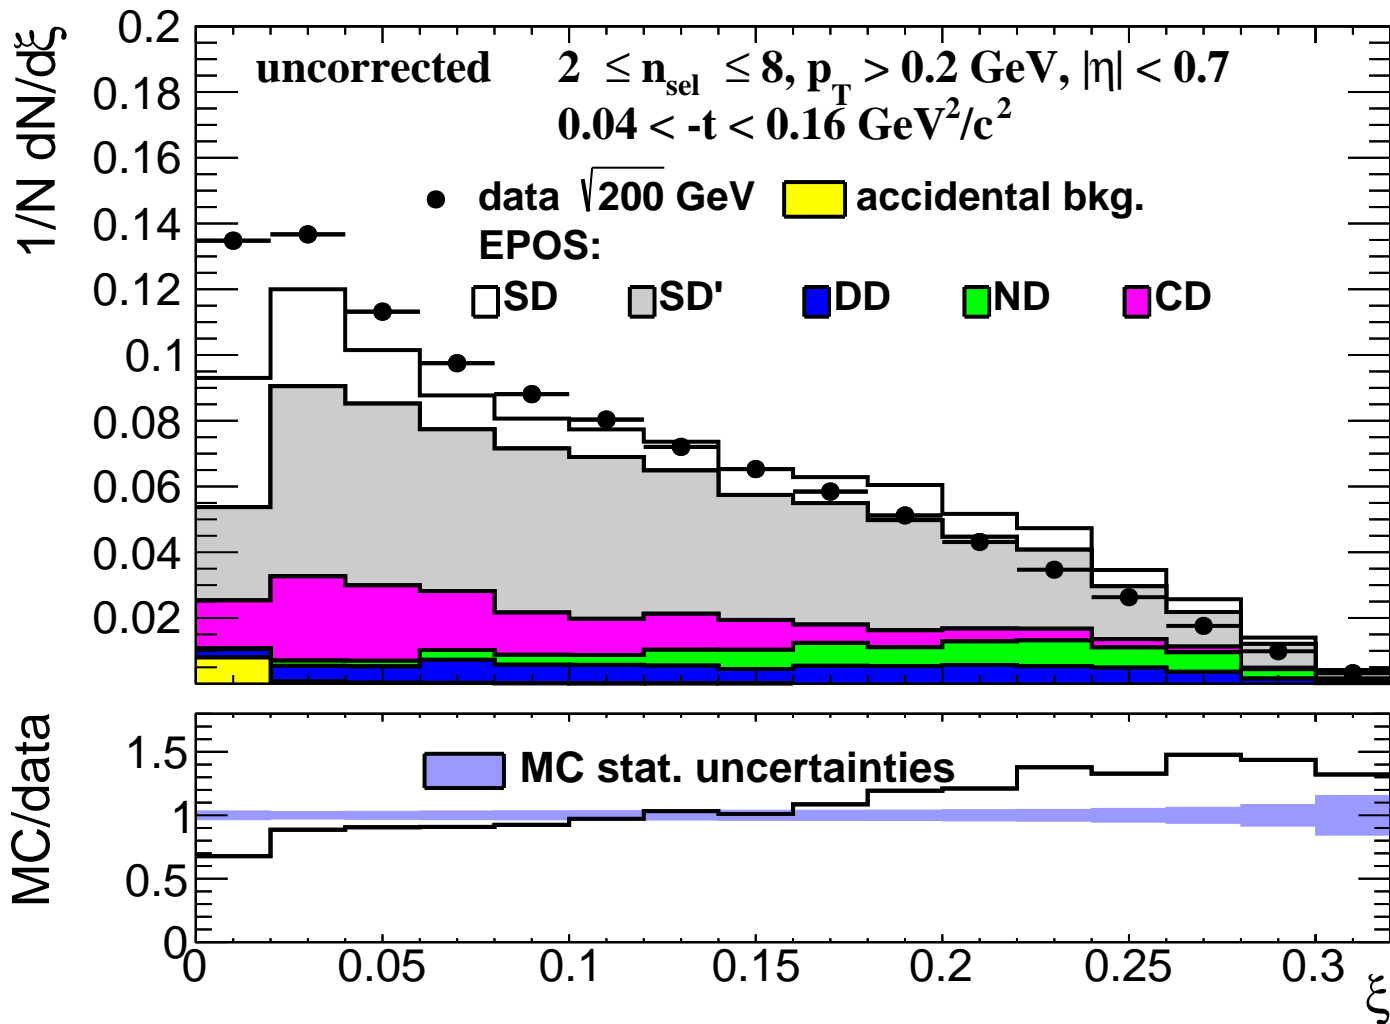 uncorrected 2 ≤ n_sel ≤ 8, p_T > 0.2 GeV, |η| < 0.7
0.04 < -t < 0.16 GeV²/c²
data √200 GeV accidental bkg.
EPOS:
SD SD' DD ND CD
1/N dN/dξ
0.2
0.18
0.16
0.14
0.12
0.1
0.08
0.06
0.04
0.02
MC stat. uncertainties
MC/data
1.5
1
0.5
0
0 0.05 0.1 0.15 0.2 0.25 0.3
ξ